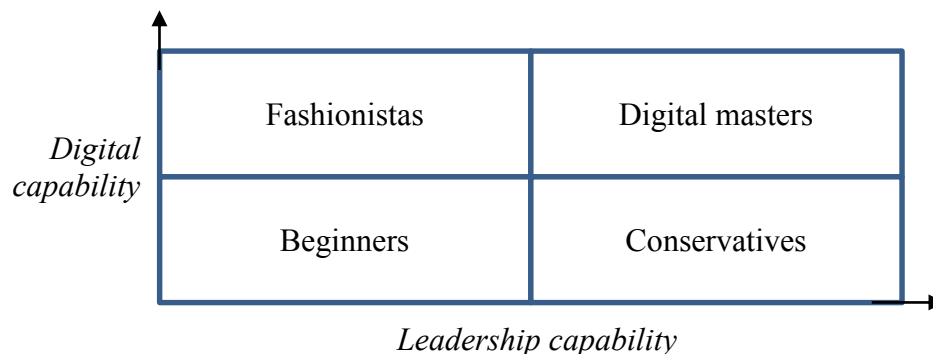 Fashionistas
Digital masters
Digital
capability
Beginners
Conservatives
Leadership capability